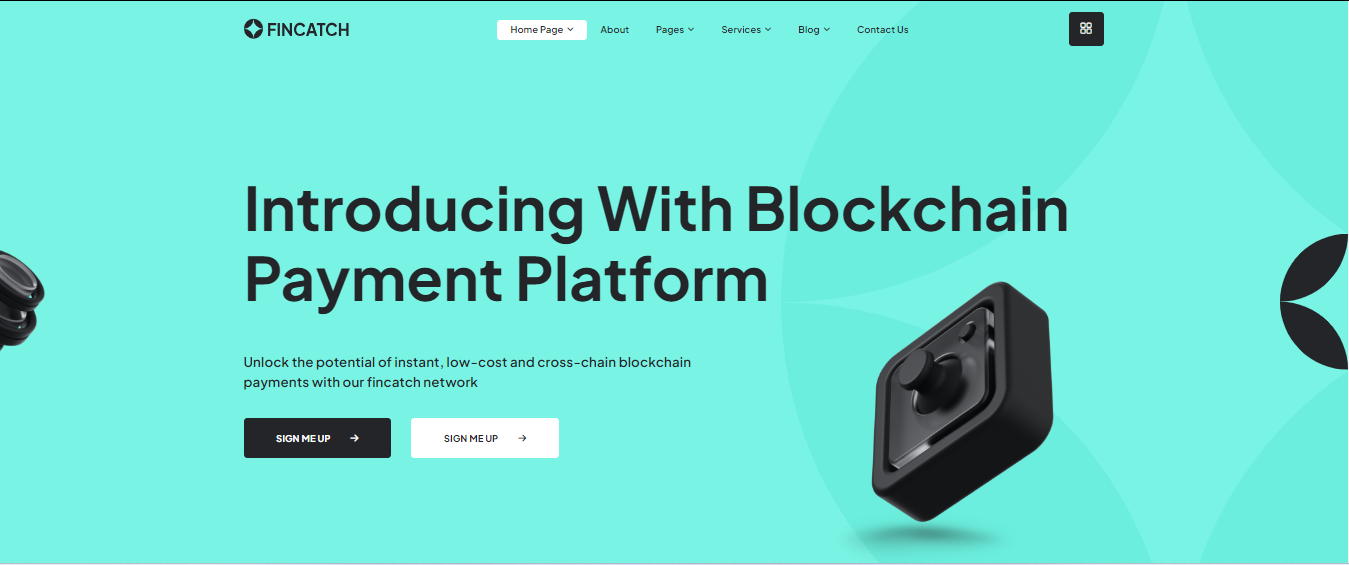 FINCATCH
Home Page
About
Pages
Services
Blog
Contact Us
Introducing With Blockchain
Payment Platform
Unlock the potential of instant, low-cost and cross-chain blockchain
payments with our fincatch network
SIGN ME UP
SIGN ME UP